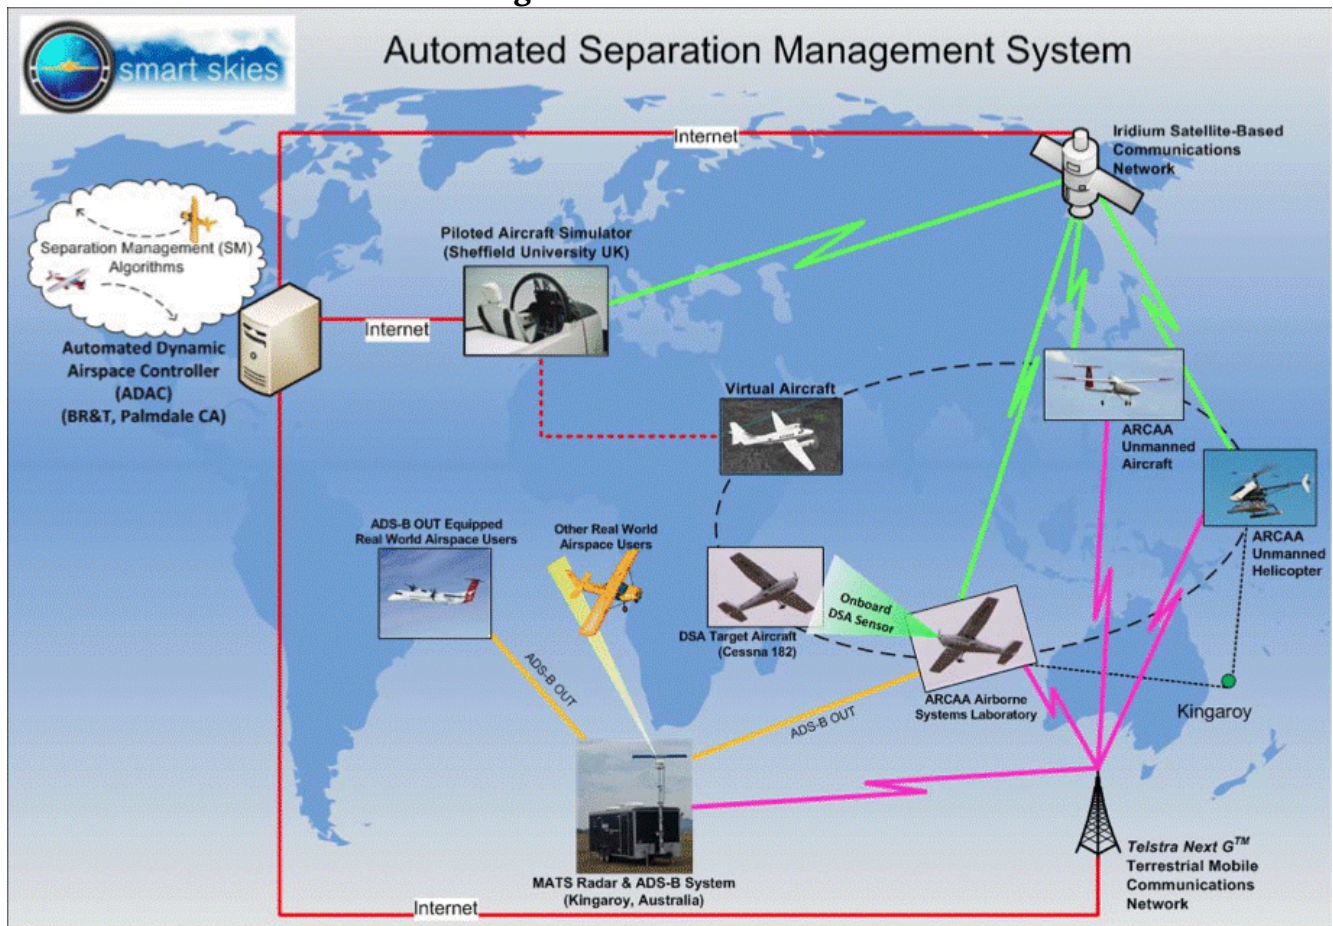 Automated Separation Management System
smart skies
Internet
Iridium Satellite-Based
Communications
Network
Separation Management (SM)
Algorithms
Piloted Aircraft Simulator
(Sheffield University UK)
Internet
Automated Dynamic
Airspace Controller
(ADAC)
(BR&T, Palmdale CA)
Virtual Aircraft
ARCAA
Unmanned
Aircraft
ADS-B OUT Equipped
Real World Airspace Users
Other Real World
Airspace Users
ARCAA
Unmanned
Helicopter
Onboard
DSA Sensor
DSA Target Aircraft
(Cessna 182)
ADS-B OUT
ARCAA Airborne
Systems Laboratory
ADS-B OUT
Kingaroy
Telstra Next G™
Terrestrial Mobile
Communications
Network
MATS Radar & ADS-B System
(Kingaroy, Australia)
Internet